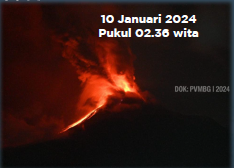 10 Januari 2024
Pukul 02.36 wita
DOK: PVMBG I 2024